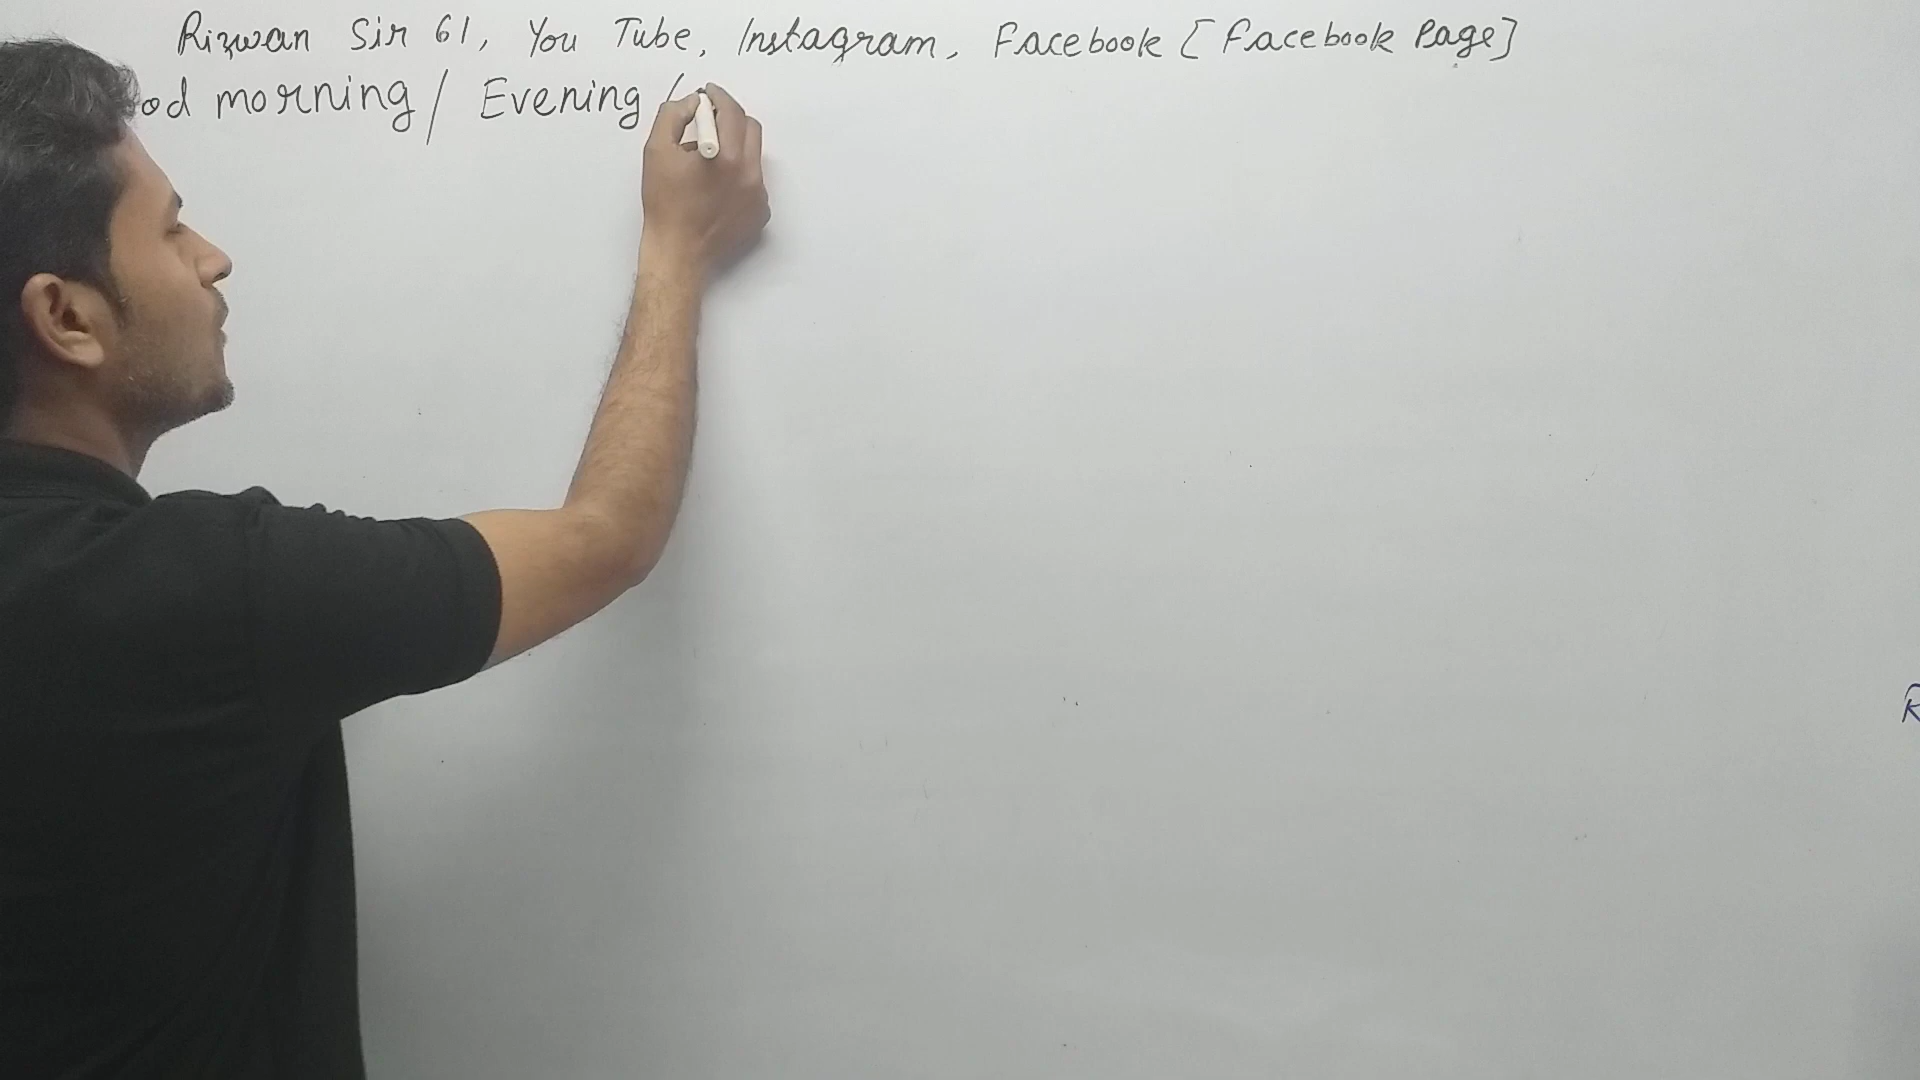 Rizwan Sir 61, You Tube, Instagram, Facebook [Facebook Page]
od morning / Evening /
R